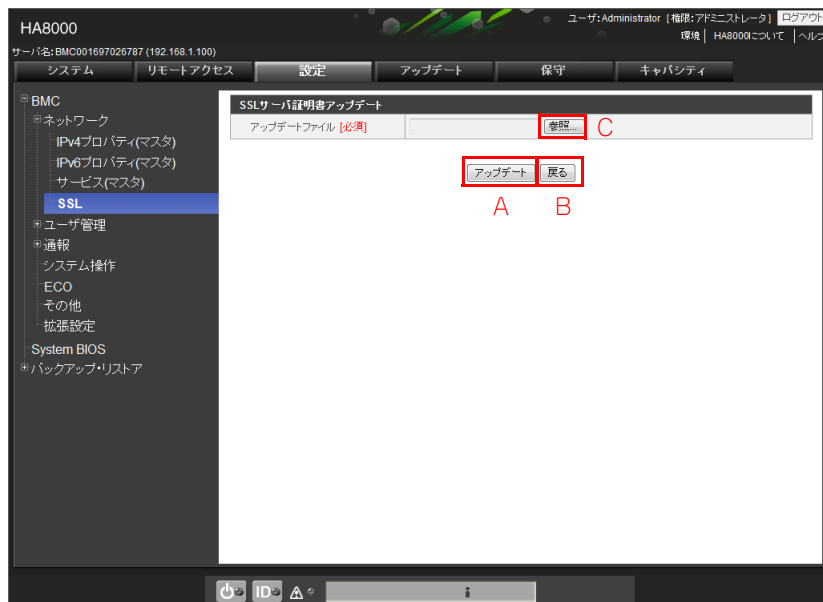 HA8000
ユーザ:Administrator [権限:アドミニストレータ] ログアウト
環境 | HA8000について | ヘルプ
サーバ名:BMC001697026787 (192.168.1.100)
システム リモートアクセス 設定 アップデート 保守 キャパシティ
BMC
ネットワーク
IPv4プロパティ(マスタ)
IPv6プロパティ(マスタ)
サービス(マスタ)
SSL
ユーザ管理
通報
システム操作
ECO
その他
拡張設定
System BIOS
バックアップ・リストア
SSLサーバ証明書アップデート
アップデートファイル [必須] 参照... C
アップデート 戻る
A B
ID